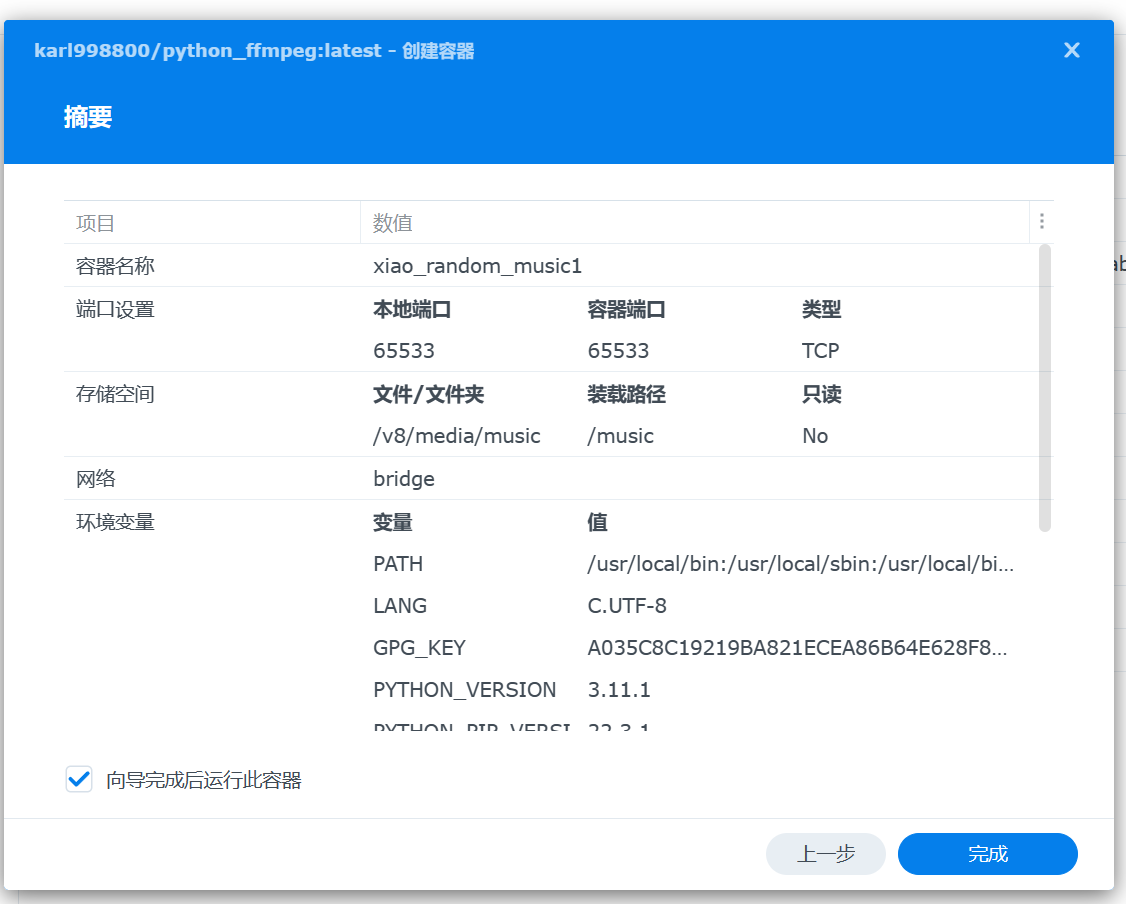 karl998800/python_ffmpeg:latest - 创建容器
摘要
项目 数值
容器名称 xiao_random_music1
端口设置 本地端口 容器端口 类型
65533 65533 TCP
存储空间 文件/文件夹 装载路径 只读
/v8/media/music /music No
网络 bridge
环境变量 变量 值
PATH /usr/local/bin:/usr/local/sbin:/usr/local/bi...
LANG C.UTF-8
GPG_KEY A035C8C19219BA821ECEA86B64E628F8...
PYTHON_VERSION 3.11.1
PYTHON_PIP_VERSI 22.3.1
向导完成后运行此容器
上一步 完成